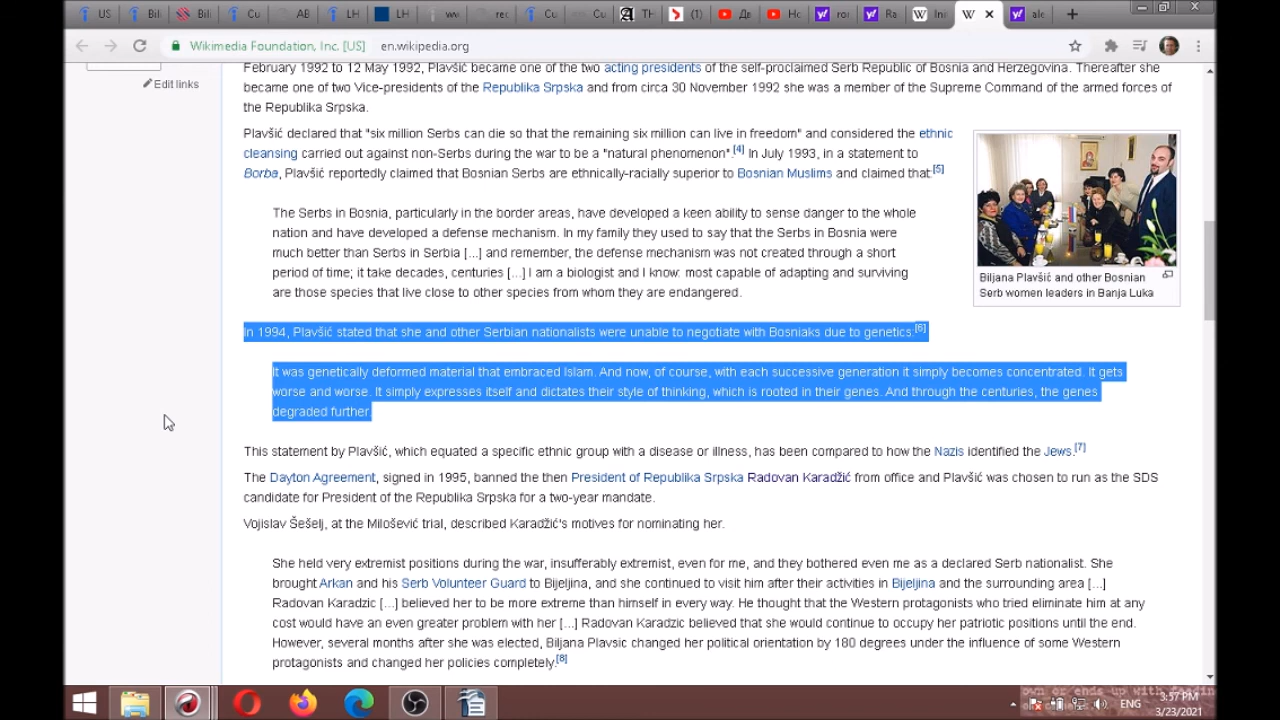 US
Bil
Bil
Cu
AB
LH
LH
ww
rec
Cu
Cu
TH
(1)
Дв
Но
roi
Ra
Ins
W
ale
Wikimedia Foundation, Inc. [US]
en.wikipedia.org
Edit links
February 1992 to 12 May 1992, Plavšić became one of the two acting presidents of the self-proclaimed Serb Republic of Bosnia and Herzegovina. Thereafter she
became one of two Vice-presidents of the Republika Srpska and from circa 30 November 1992 she was a member of the Supreme Command of the armed forces of
the Republika Srpska.
Plavšić declared that "six million Serbs can die so that the remaining six million can live in freedom" and considered the ethnic
cleansing carried out against non-Serbs during the war to be a "natural phenomenon".[4] In July 1993, in a statement to
Borba, Plavšić reportedly claimed that Bosnian Serbs are ethnically-racially superior to Bosnian Muslims and claimed that:[5]
The Serbs in Bosnia, particularly in the border areas, have developed a keen ability to sense danger to the whole
nation and have developed a defense mechanism. In my family they used to say that the Serbs in Bosnia were
much better than Serbs in Serbia [...] and remember, the defense mechanism was not created through a short
period of time; it take decades, centuries [...] I am a biologist and I know: most capable of adapting and surviving
are those species that live close to other species from whom they are endangered.
Biljana Plavšić and other Bosnian
Serb women leaders in Banja Luka
In 1994, Plavšić stated that she and other Serbian nationalists were unable to negotiate with Bosniaks due to genetics:[6]
It was genetically deformed material that embraced Islam. And now, of course, with each successive generation it simply becomes concentrated. It gets
worse and worse. It simply expresses itself and dictates their style of thinking, which is rooted in their genes. And through the centuries, the genes
degraded further.
This statement by Plavšić, which equated a specific ethnic group with a disease or illness, has been compared to how the Nazis identified the Jews.[7]
The Dayton Agreement, signed in 1995, banned the then President of Republika Srpska Radovan Karadžić from office and Plavšić was chosen to run as the SDS
candidate for President of the Republika Srpska for a two-year mandate.
Vojislav Šešelj, at the Milošević trial, described Karadžić's motives for nominating her.
She held very extremist positions during the war, insufferably extremist, even for me, and they bothered even me as a declared Serb nationalist. She
brought Arkan and his Serb Volunteer Guard to Bijeljina, and she continued to visit him after their activities in Bijeljina and the surrounding area [...]
Radovan Karadzic [...] believed her to be more extreme than himself in every way. He thought that the Western protagonists who tried eliminate him at any
cost would have an even greater problem with her [...] Radovan Karadzic believed that she would continue to occupy her patriotic positions until the end.
However, several months after she was elected, Biljana Plavsic changed her political orientation by 180 degrees under the influence of some Western
protagonists and changed her policies completely.[8]
ENG
3:57 PM
3/23/2021